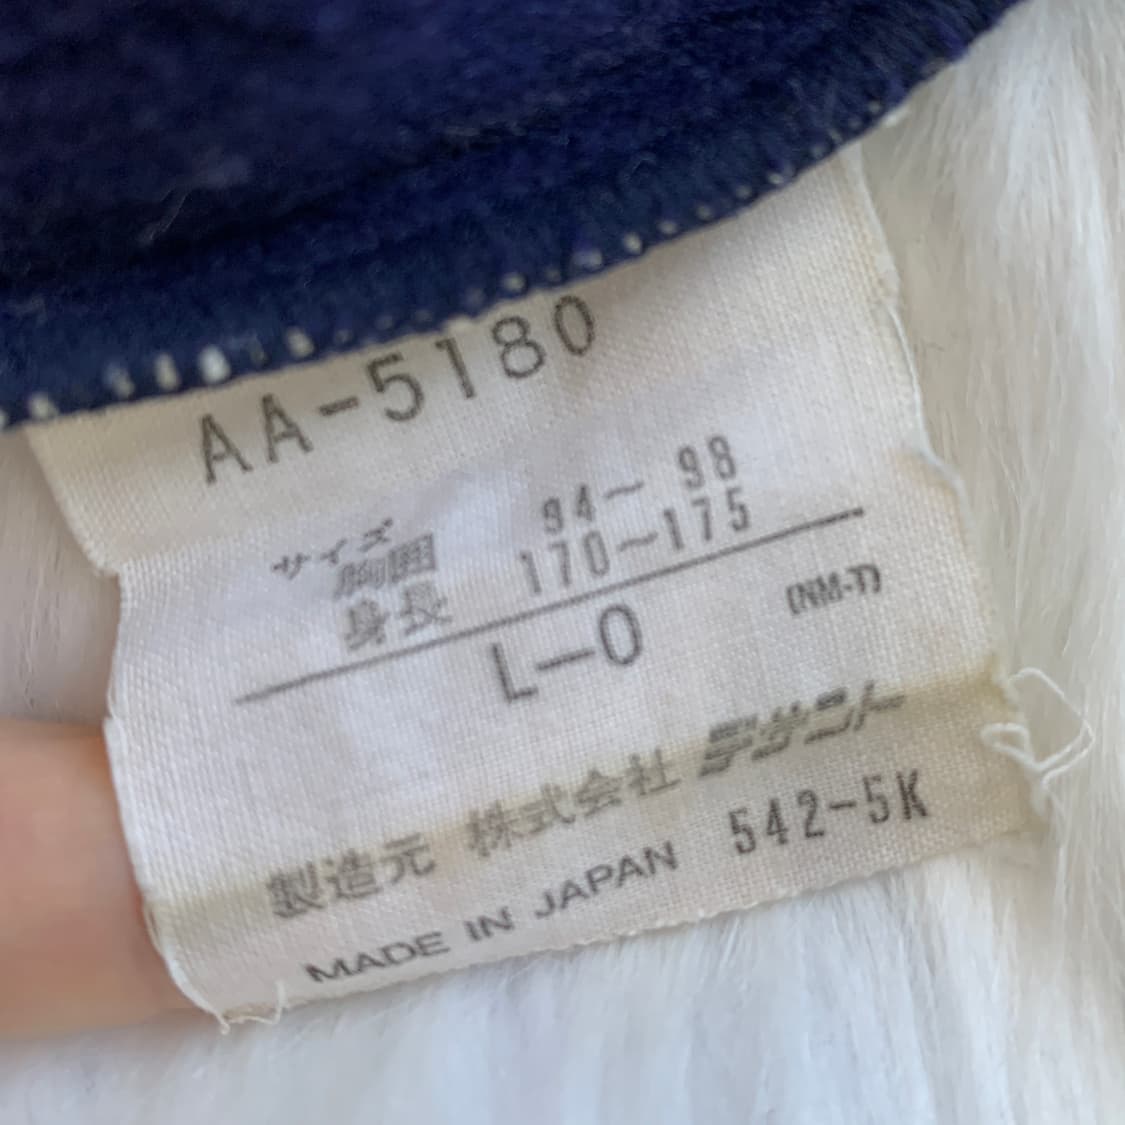 AA-5180
サイズ
胸囲 94～98
身長 170～175
L-O (NM-7)
製造元 株式会社 デサント
MADE IN JAPAN 542-5K